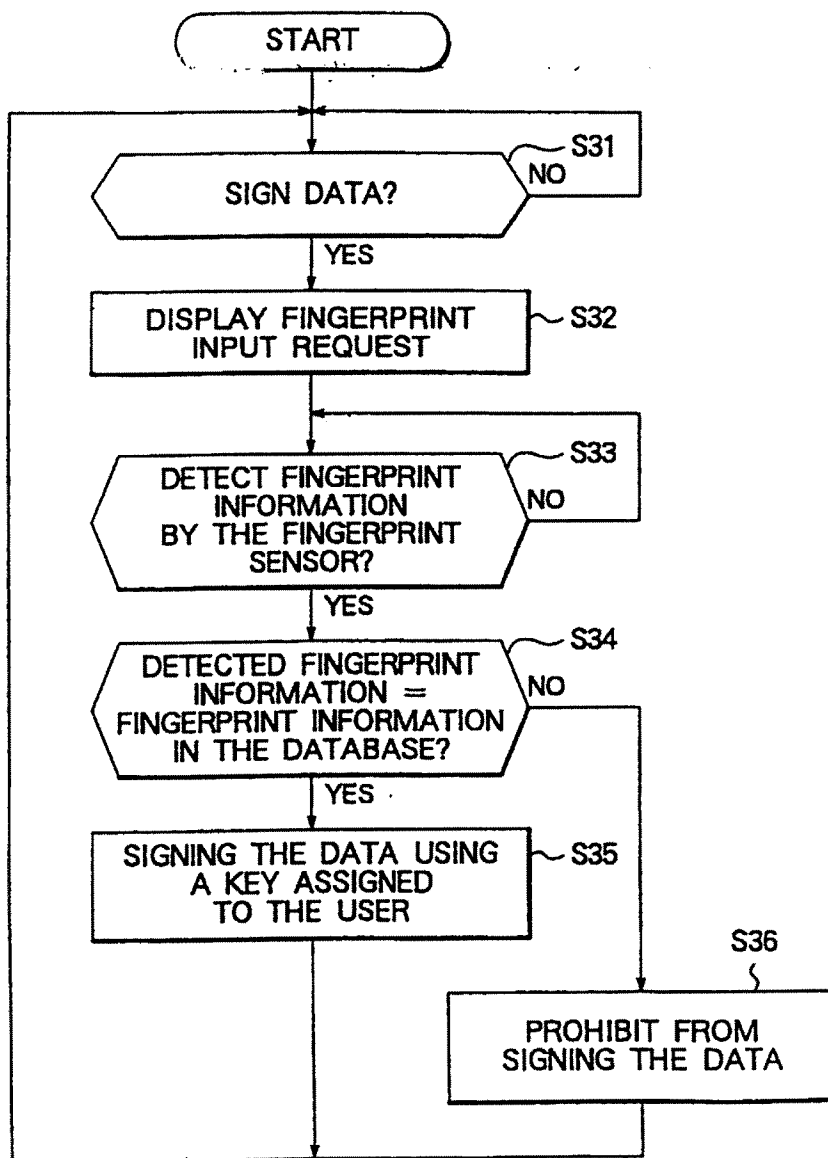 START
S31
SIGN DATA?
NO
YES
DISPLAY FINGERPRINT
INPUT REQUEST
S32
S33
DETECT FINGERPRINT
INFORMATION
BY THE FINGERPRINT
SENSOR?
NO
YES
S34
DETECTED FINGERPRINT
INFORMATION =
FINGERPRINT INFORMATION
IN THE DATABASE?
NO
YES
SIGNING THE DATA USING
A KEY ASSIGNED
TO THE USER
S35
S36
PROHIBIT FROM
SIGNING THE DATA